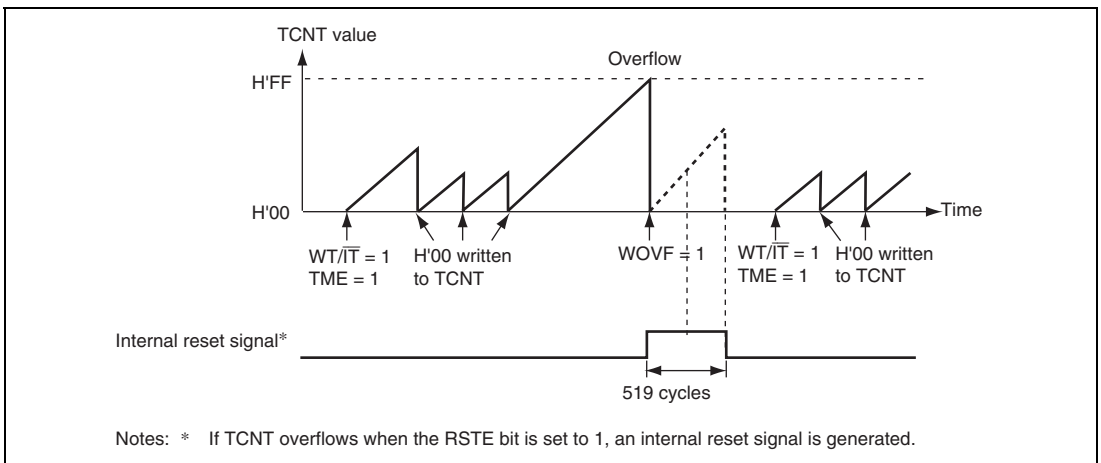 TCNT value
Overflow
H'FF
H'00
Time
WT/IT = 1
TME = 1
H'00 written
to TCNT
WOVF = 1
WT/IT = 1
TME = 1
H'00 written
to TCNT
Internal reset signal*
519 cycles
Notes: * If TCNT overflows when the RSTE bit is set to 1, an internal reset signal is generated.